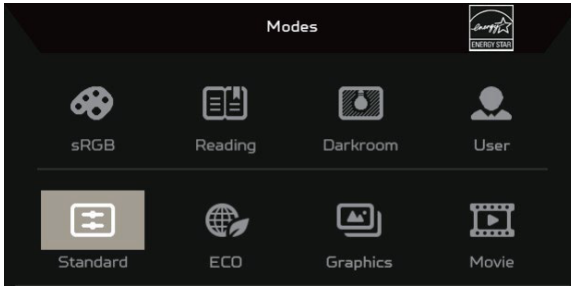 Modes
energy
ENERGY STAR
sRGB Reading Darkroom User
Standard ECO Graphics Movie